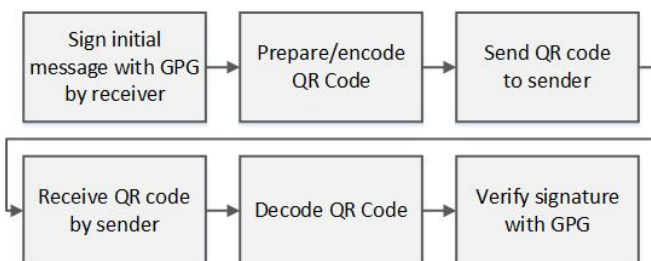 Sign initial
message with GPG
by receiver
Prepare/encode
QR Code
Send QR code
to sender
Receive QR code
by sender
Decode QR Code
Verify signature
with GPG